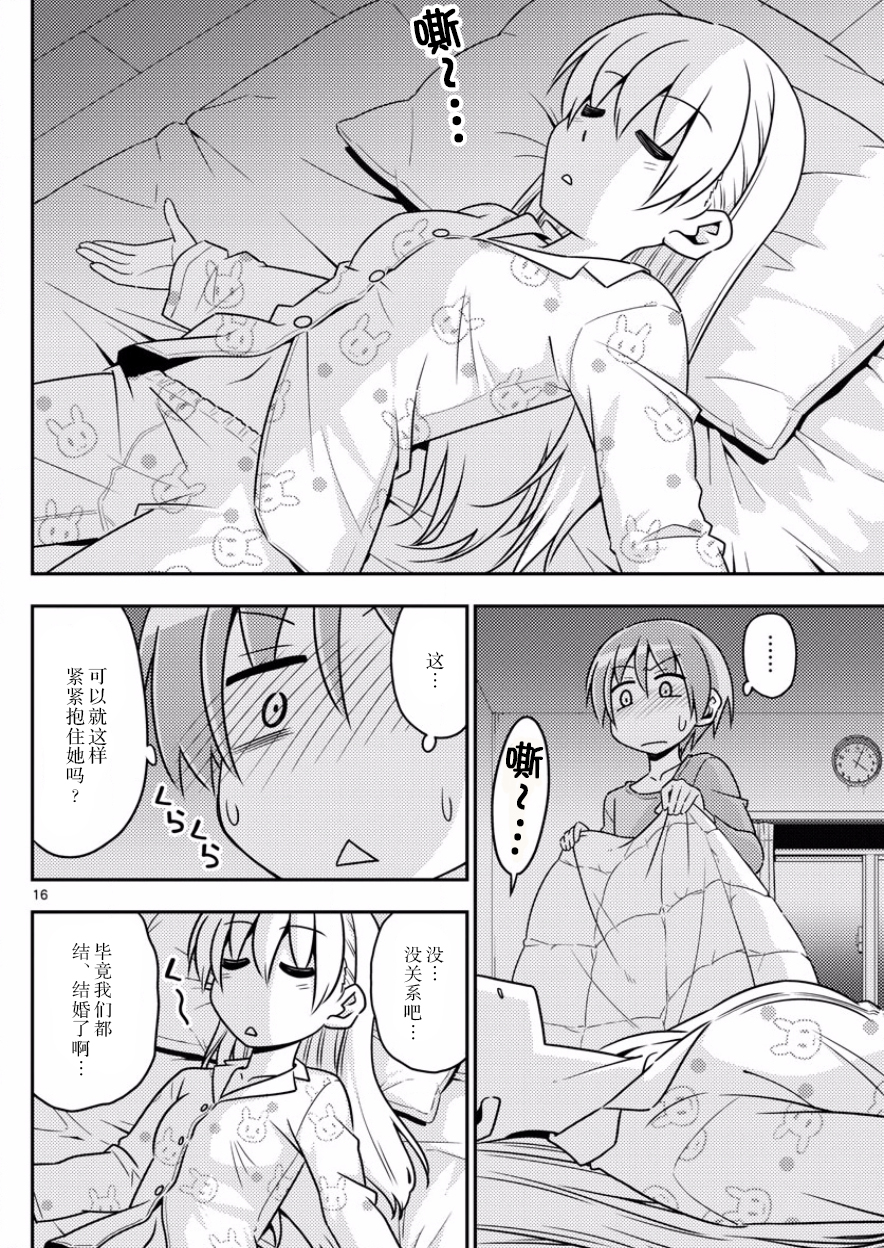 嘶~…
……
嘶~…
这…
可以就这样
紧紧抱住她吗？
くらくら
16
没…
没关系吧…
毕竟我们都
结、结婚了啊…
く~